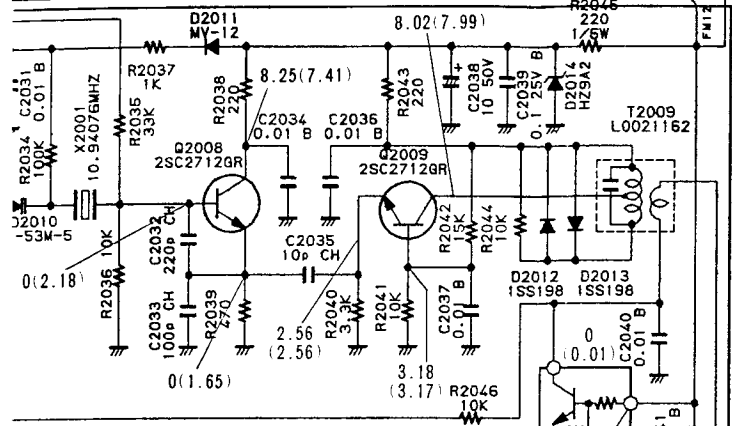 R2045
220
1/6W
FM12
D2011
MV-12
8.02(7.99)
R2037
1K
8.25(7.41)
C2031
0.01 B
X2001
10.94076MHZ
R2035
33K
R2038
220
R2043
220
C2038
10 50V
C2039
0.1 25V B
D2014
HZ9A2
T2009
L0021162
C2034
0.01 B
C2036
0.01 B
R2034
100K
Q2008
2SC2712GR
Q2009
2SC2712GR
D2010
-53M-5
R2036 10K
C2032
220p CH
C2035
10p CH
R2042
15K
R2044
10K
D2012
1SS198
D2013
1SS198
0(2.18)
C2033
100p CH
R2039
470
R2040
3.3K
R2041
10K
C2037
0.01 B
2.56
(2.56)
0
(0.01)
C2040
0.01 B
0(1.65)
3.18
(3.17)
R2046
10K
41
B